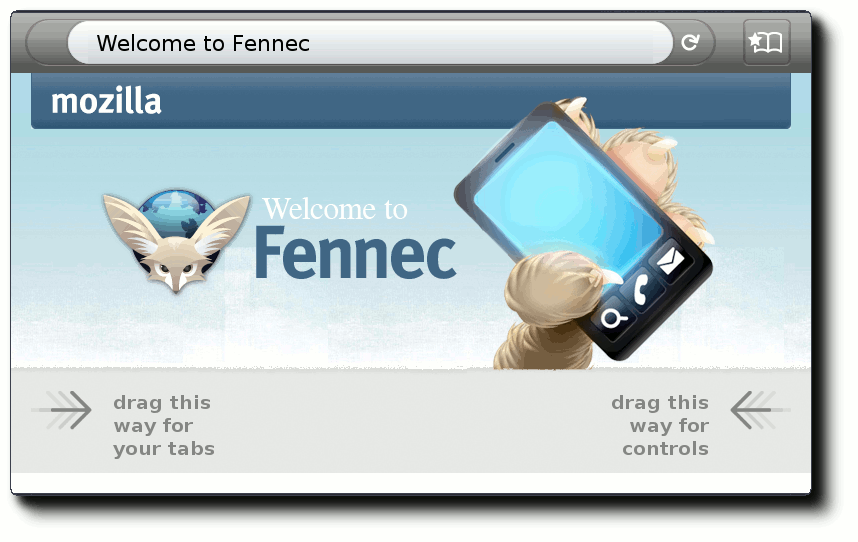 Welcome to Fennec
mozilla
Welcome to
Fennec
drag this
way for
your tabs
drag this
way for
controls